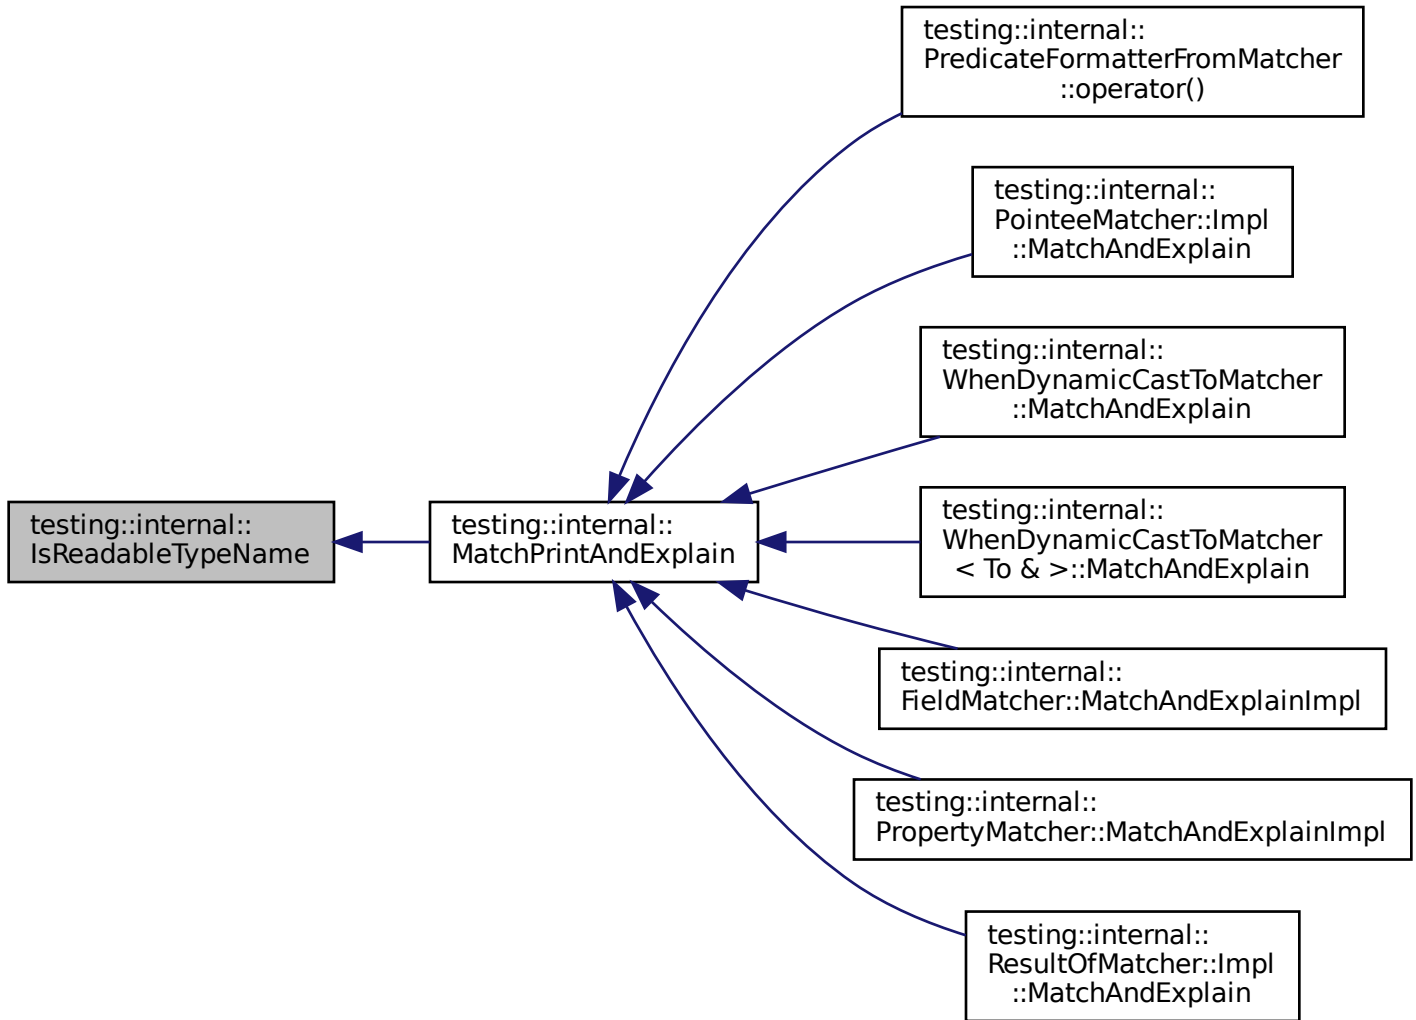 testing::internal::
PredicateFormatterFromMatcher
::operator()
testing::internal::
PointeeMatcher::Impl
::MatchAndExplain
testing::internal::
WhenDynamicCastToMatcher
::MatchAndExplain
testing::internal::
IsReadableTypeName
testing::internal::
MatchPrintAndExplain
testing::internal::
WhenDynamicCastToMatcher
< To & >::MatchAndExplain
testing::internal::
FieldMatcher::MatchAndExplainImpl
testing::internal::
PropertyMatcher::MatchAndExplainImpl
testing::internal::
ResultOfMatcher::Impl
::MatchAndExplain